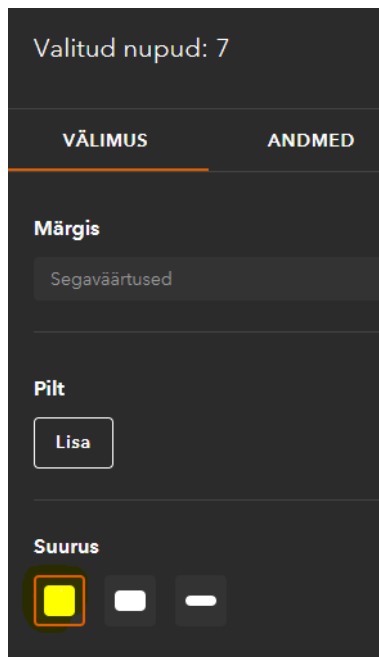 Valitud nupud: 7
VÄLIMUS ANDMED
Märgis
Segaväärtused
Pilt
Lisa
Suurus